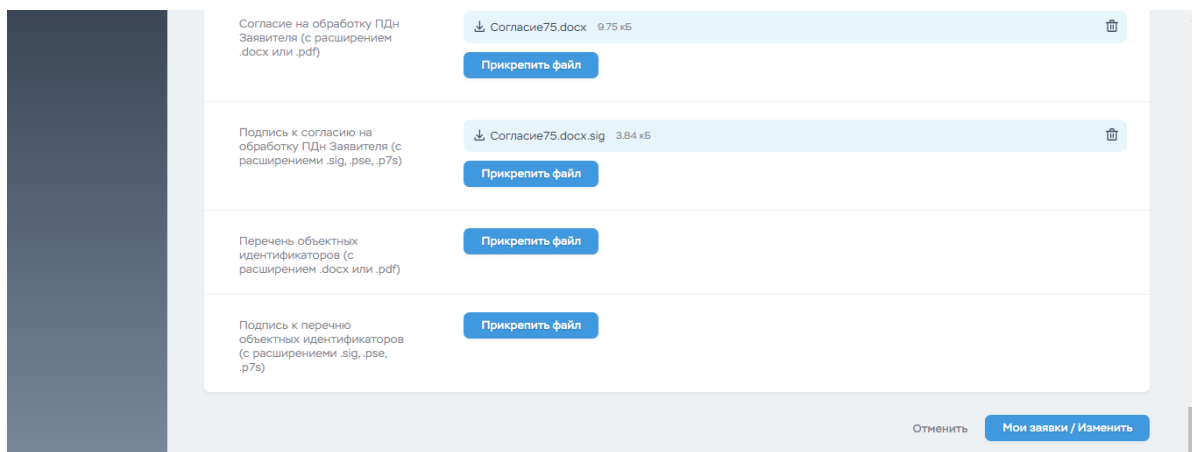 Согласие на обработку ПДн
Заявителя (с расширением
.docx или .pdf)
Согласие75.docx 9.75 кБ
Прикрепить файл
Подпись к согласию на
обработку ПДн Заявителя (с
расширениеми .sig, .pse, .p7s)
Согласие75.docx.sig 3.84 кБ
Прикрепить файл
Перечень объектных
идентификаторов (с
расширением .docx или .pdf)
Прикрепить файл
Подпись к перечню
объектных идентификаторов
(с расширениеми .sig, .pse,
.p7s)
Прикрепить файл
Отменить
Мои заявки / Изменить